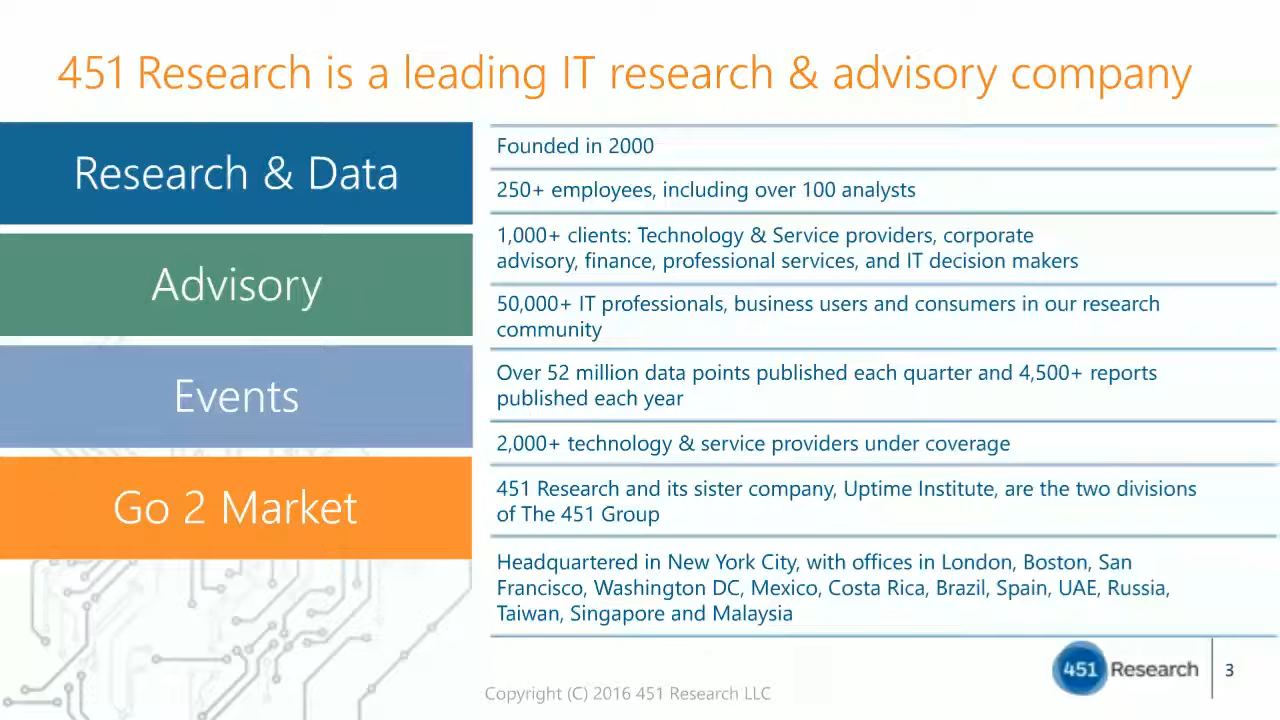 451 Research is a leading IT research & advisory company
Research & Data
Advisory
Events
Go 2 Market
Founded in 2000
250+ employees, including over 100 analysts
1,000+ clients: Technology & Service providers, corporate
advisory, finance, professional services, and IT decision makers
50,000+ IT professionals, business users and consumers in our research
community
Over 52 million data points published each quarter and 4,500+ reports
published each year
2,000+ technology & service providers under coverage
451 Research and its sister company, Uptime Institute, are the two divisions
of The 451 Group
Headquartered in New York City, with offices in London, Boston, San
Francisco, Washington DC, Mexico, Costa Rica, Brazil, Spain, UAE, Russia,
Taiwan, Singapore and Malaysia
451 Research
3
Copyright (C) 2016 451 Research LLC